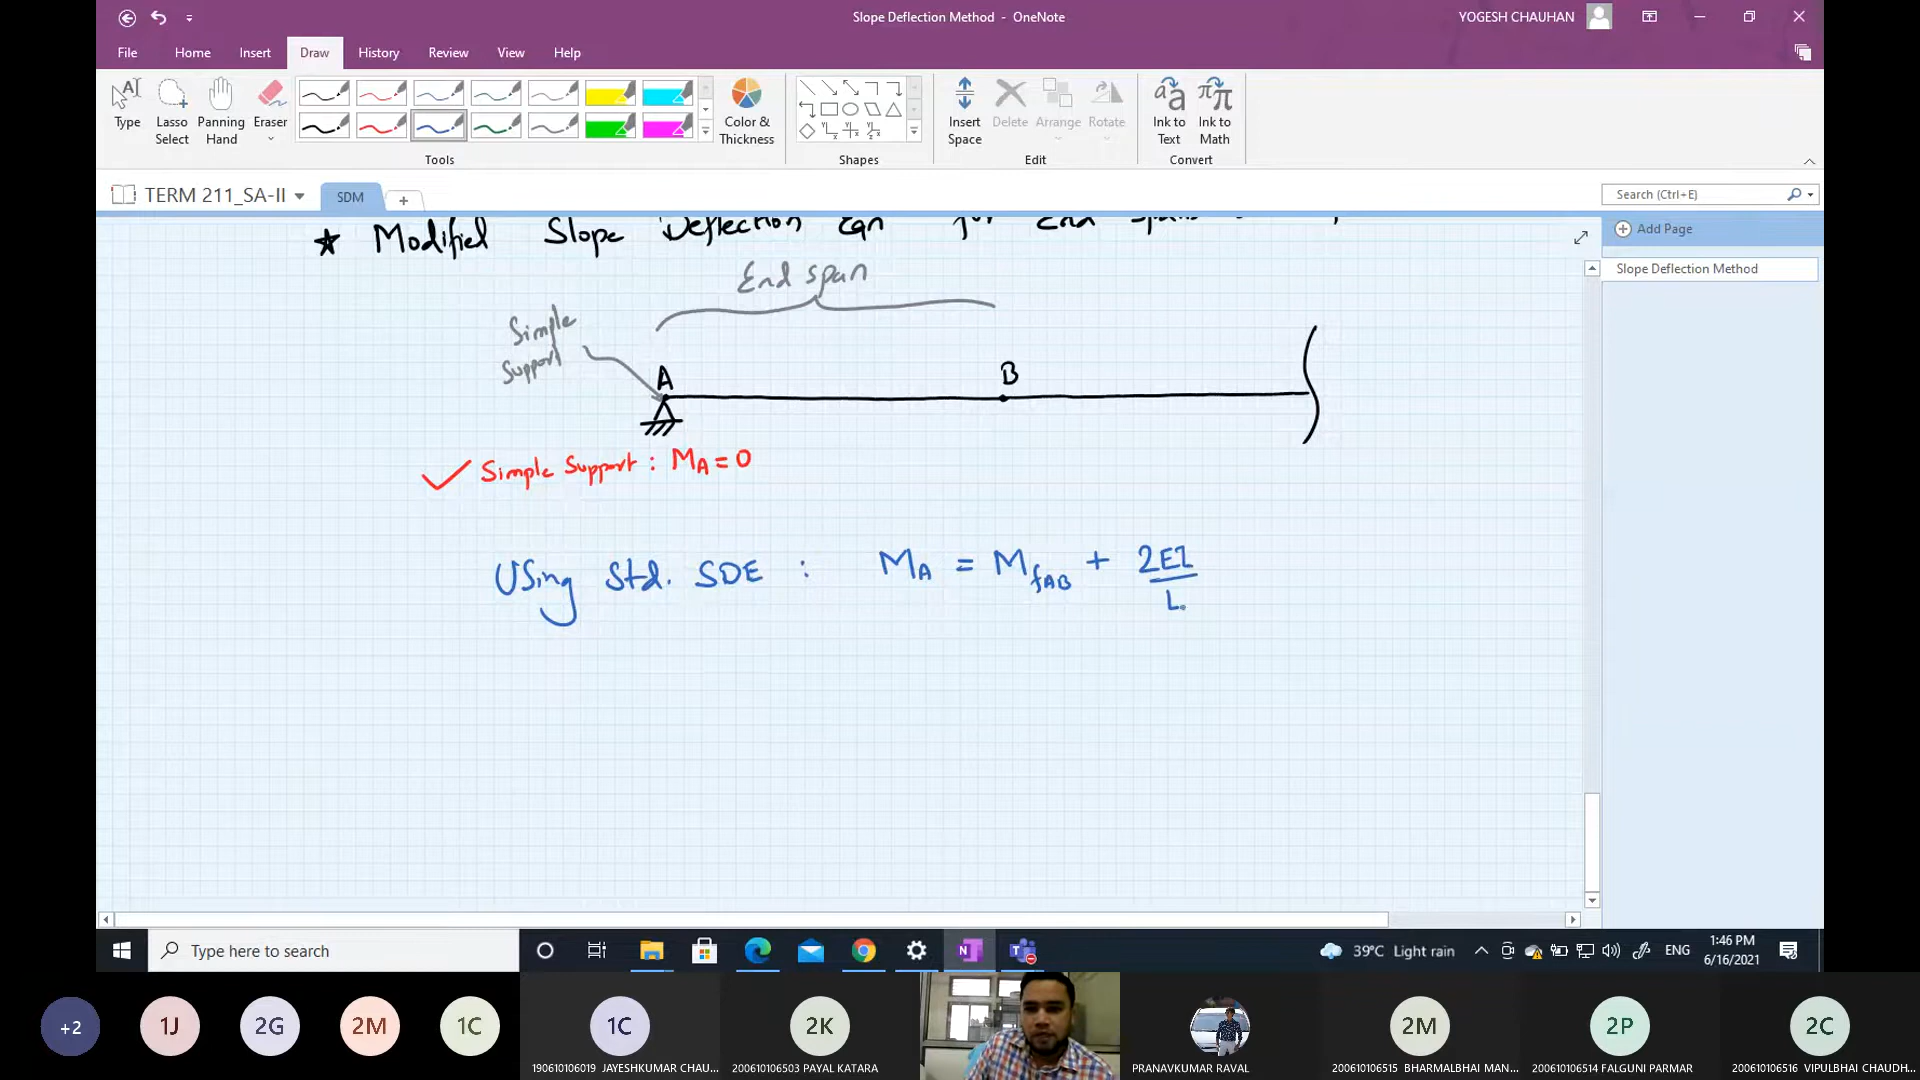 Slope Deflection Method - OneNote
YOGESH CHAUHAN
File Home Insert Draw History Review View Help
Type
Lasso Select
Panning Hand
Eraser
Color & Thickness
Insert Space
Delete
Arrange
Rotate
Ink to Text
Ink to Math
Tools
Shapes
Edit
Convert
TERM 211_SA-II
SDM
Search (Ctrl+E)
Add Page
Slope Deflection Method
★ Modified Slope Deflection Eqn for End
End span
Simple
Support
A
B
✓ Simple Support : MA = 0
Using Std. SDE : MA = MfAB + 2EI/L
Type here to search
39°C Light rain
ENG
1:46 PM
6/16/2021
+2
1J
2G
2M
1C
1C
2K
2M
2P
2C
190610106019 JAYESHKUMAR CHAU...
200610106503 PAYAL KATARA
PRANAVKUMAR RAVAL
200610106515 BHARMALBHAI MAN...
200610106514 FALGUNI PARMAR
200610106516 VIPULBHAI CHAUDH...